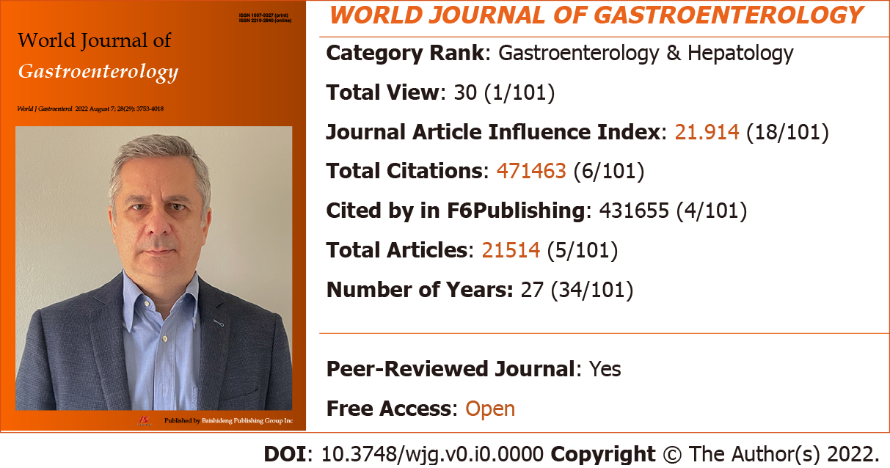 ISSN 1007-9327 (print)
ISSN 2219-2840 (online)
World Journal of
Gastroenterology
World J Gastroenterol 2022 August 7; 28(29): 3753-4018
Published by Baishideng Publishing Group Inc
WORLD JOURNAL OF GASTROENTEROLOGY
Category Rank: Gastroenterology & Hepatology
Total View: 30 (1/101)
Journal Article Influence Index: 21.914 (18/101)
Total Citations: 471463 (6/101)
Cited by in F6Publishing: 431655 (4/101)
Total Articles: 21514 (5/101)
Number of Years: 27 (34/101)
Peer-Reviewed Journal: Yes
Free Access: Open
DOI: 10.3748/wjg.v0.i0.0000 Copyright © The Author(s) 2022.